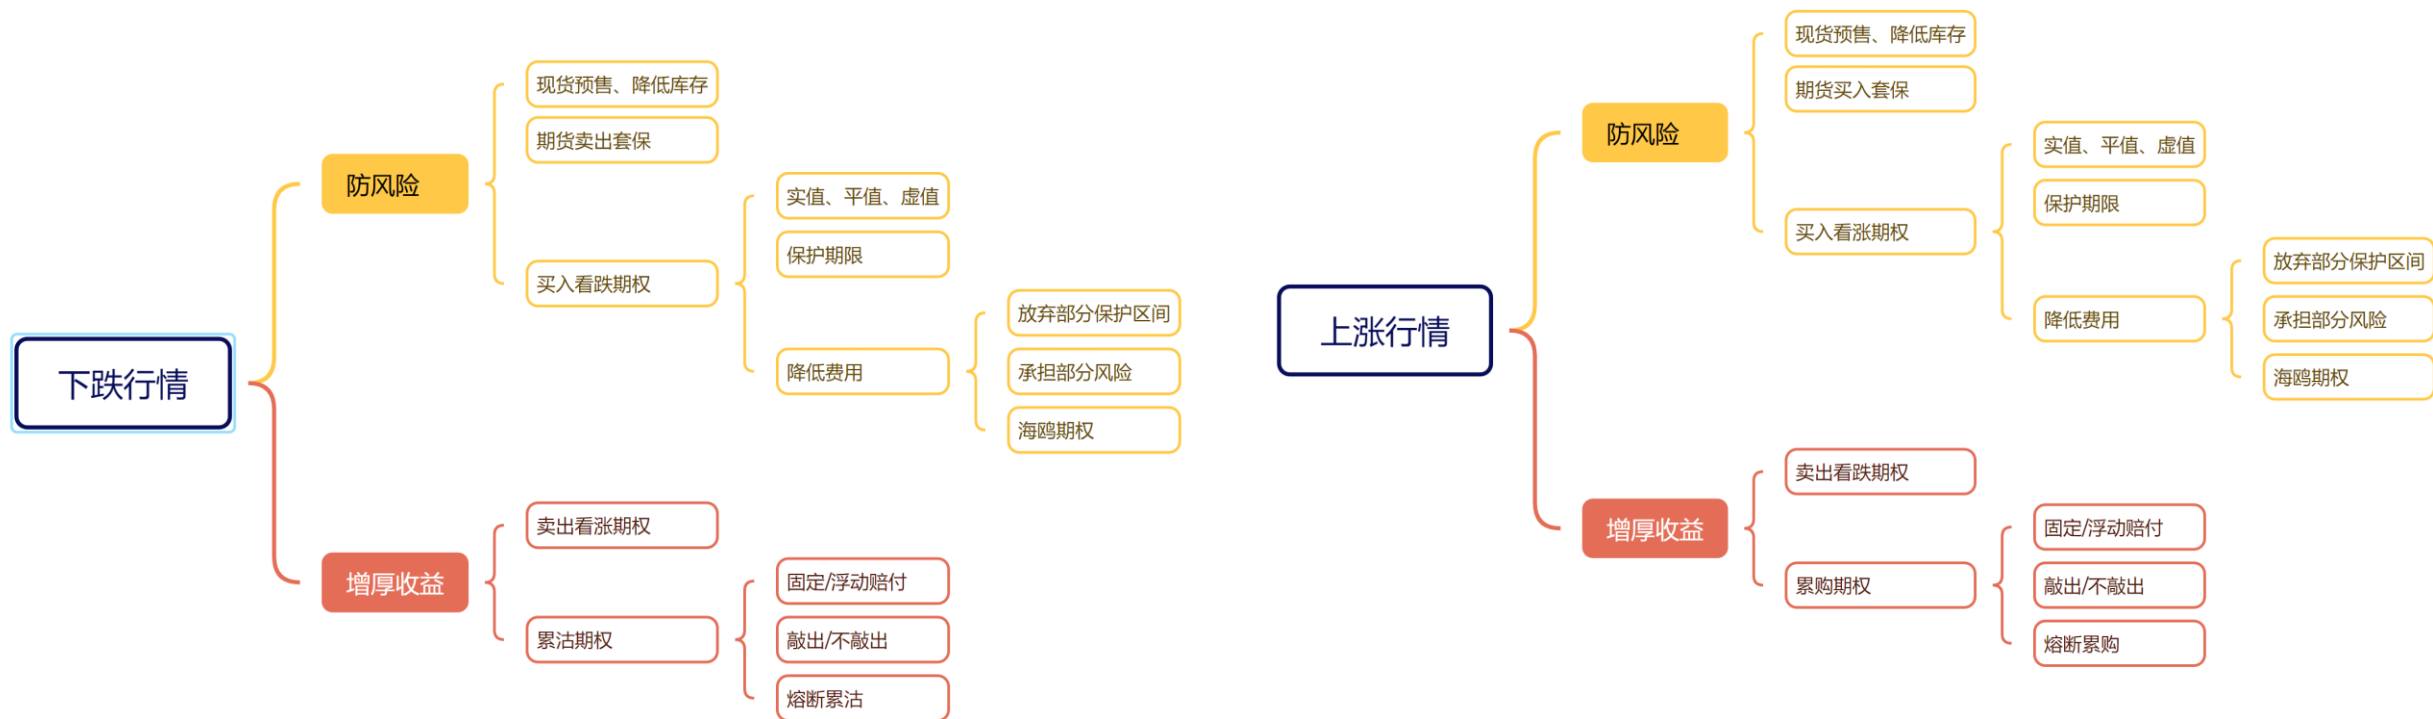 下跌行情
防风险
现货预售、降低库存
期货卖出套保
买入看跌期权
实值、平值、虚值
保护期限
降低费用
放弃部分保护区间
承担部分风险
海鸥期权
增厚收益
卖出看涨期权
累沽期权
固定/浮动赔付
敲出/不敲出
熔断累沽
上涨行情
防风险
现货预售、降低库存
期货买入套保
买入看涨期权
实值、平值、虚值
保护期限
降低费用
放弃部分保护区间
承担部分风险
海鸥期权
增厚收益
卖出看跌期权
累购期权
固定/浮动赔付
敲出/不敲出
熔断累购